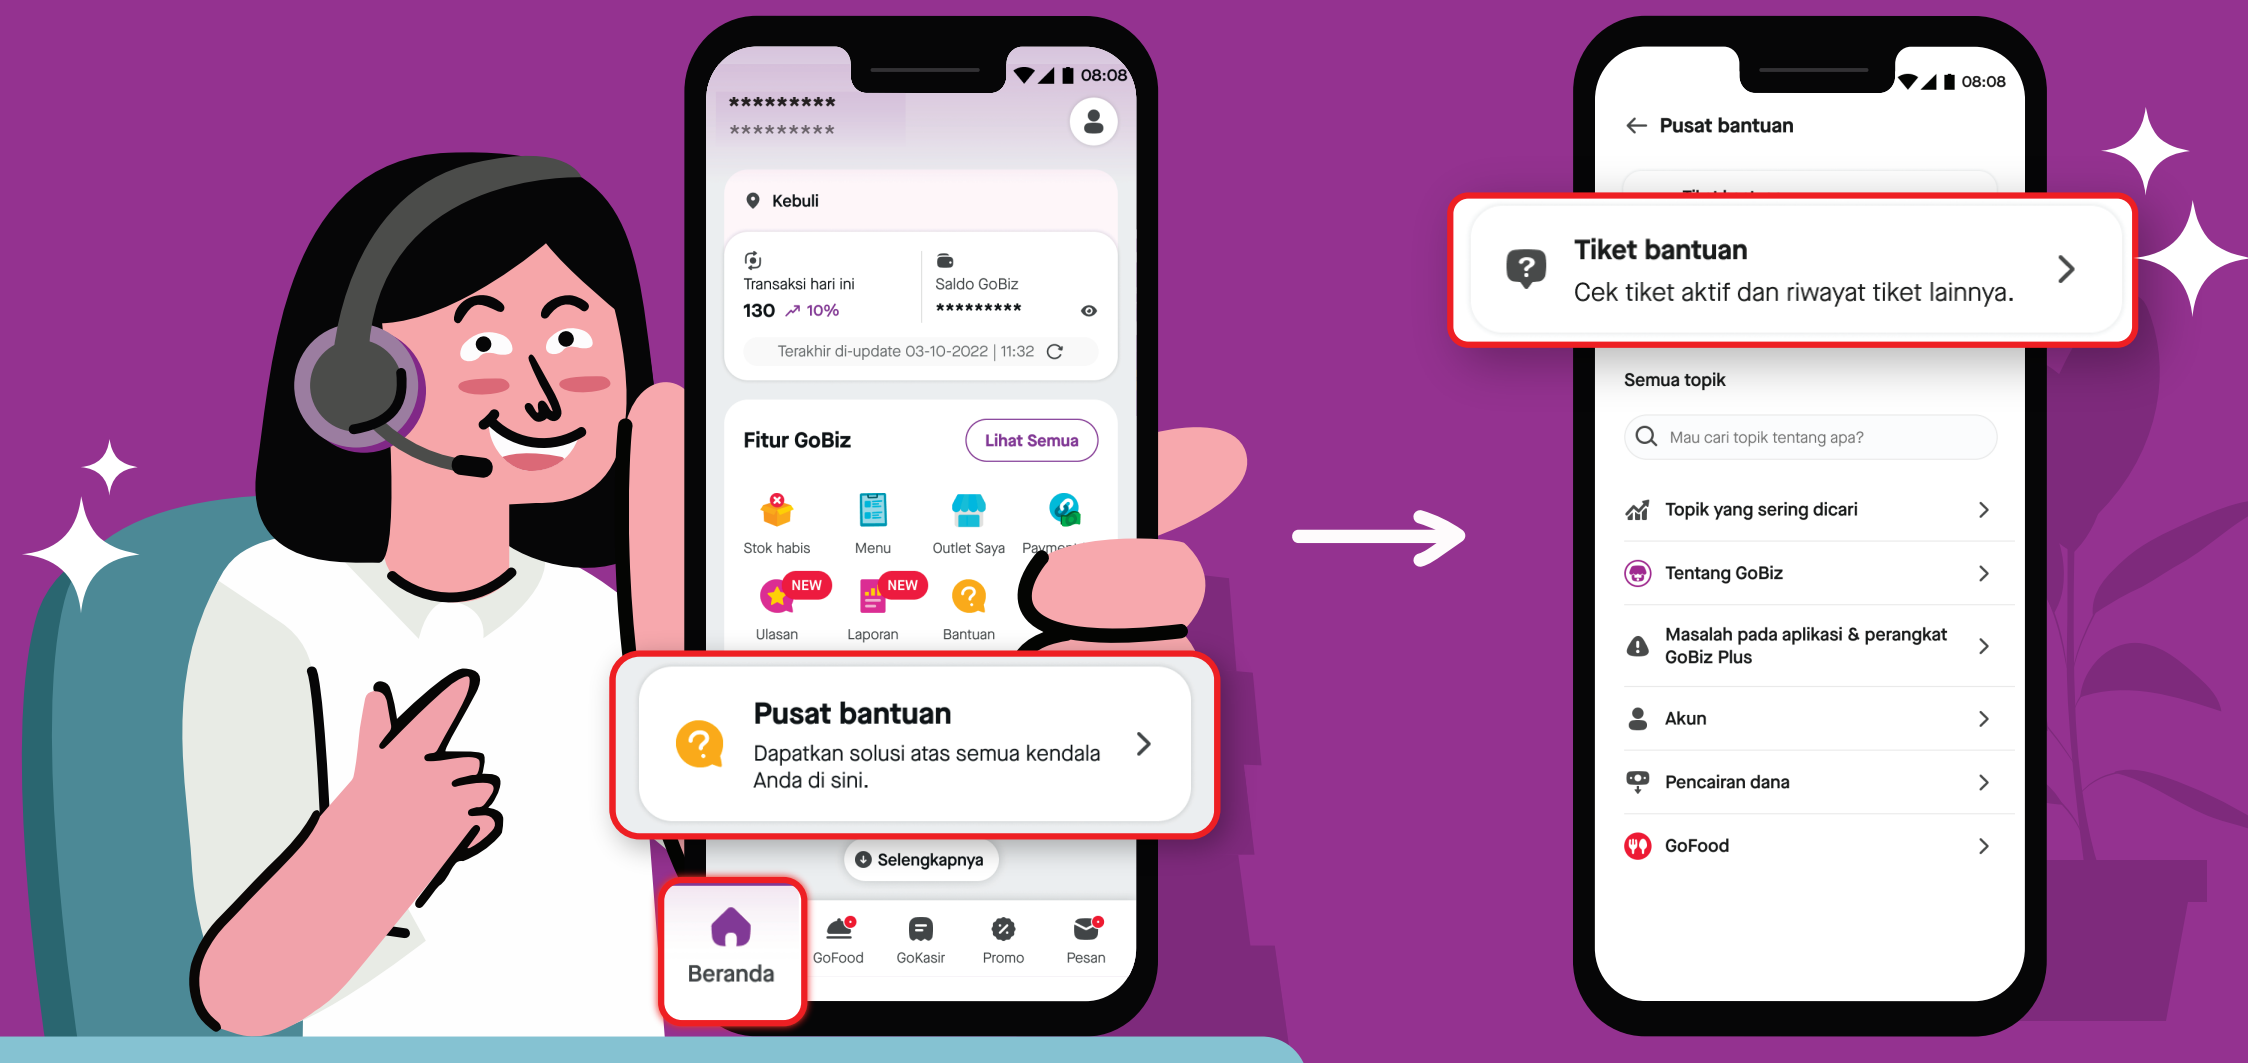 08:08
*********
*********
Kebuli
Transaksi hari ini
130 10%
Saldo GoBiz
*********
Terakhir di-update 03-10-2022 | 11:32
Fitur GoBiz
Lihat Semua
Stok habis
Menu
Outlet Saya
NEW
Ulasan
NEW
Laporan
Bantuan
Pusat bantuan
Dapatkan solusi atas semua kendala
Anda di sini.
Selengkapnya
Beranda
GoFood
GoKasir
Promo
Pesan
08:08
Pusat bantuan
Tiket bantuan
Cek tiket aktif dan riwayat tiket lainnya.
Semua topik
Mau cari topik tentang apa?
Topik yang sering dicari
Tentang GoBiz
Masalah pada aplikasi & perangkat
GoBiz Plus
Akun
Pencairan dana
GoFood